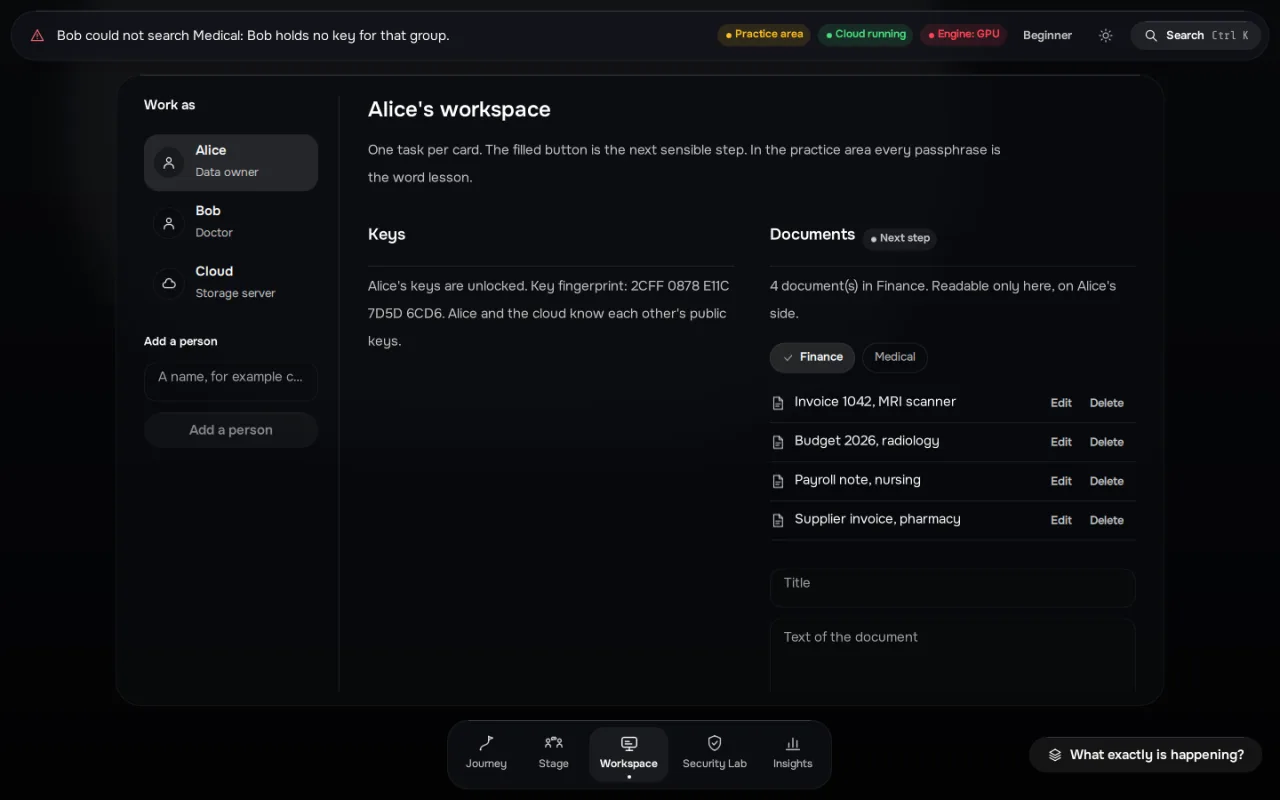 Bob could not search Medical: Bob holds no key for that group.
Practice area
Cloud running
Engine: GPU
Beginner
Search Ctrl K
Work as
Alice
Data owner
Bob
Doctor
Cloud
Storage server
Add a person
A name, for example c...
Add a person
Alice's workspace
One task per card. The filled button is the next sensible step. In the practice area every passphrase is
the word lesson.
Keys
Alice's keys are unlocked. Key fingerprint: 2CFF 0878 E11C
7D5D 6CD6. Alice and the cloud know each other's public
keys.
Documents
Next step
4 document(s) in Finance. Readable only here, on Alice's
side.
Finance
Medical
Invoice 1042, MRI scanner Edit Delete
Budget 2026, radiology Edit Delete
Payroll note, nursing Edit Delete
Supplier invoice, pharmacy Edit Delete
Title
Text of the document
Journey
Stage
Workspace
Security Lab
Insights
What exactly is happening?